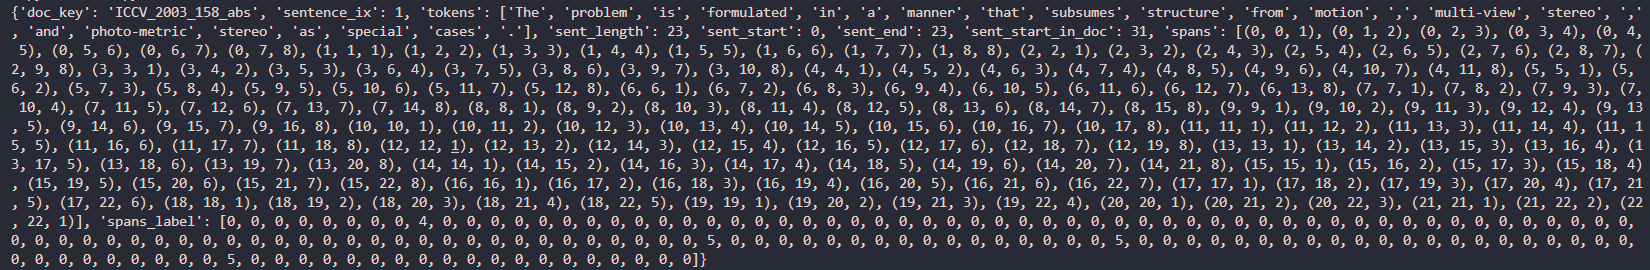 {'doc_key': 'ICCV_2003_158_abs', 'sentence_ix': 1, 'tokens': ['The', 'problem', 'is', 'formulated', 'in', 'a', 'manner', 'that', 'subsumes', 'structure', 'from', 'motion', ',', 'multi-view', 'stereo', ','
, 'and', 'photo-metric', 'stereo', 'as', 'special', 'cases', '.'], 'sent_length': 23, 'sent_start': 0, 'sent_end': 23, 'sent_start_in_doc': 31, 'spans': [(0, 0, 1), (0, 1, 2), (0, 2, 3), (0, 3, 4), (0, 4
, 5), (0, 5, 6), (0, 6, 7), (0, 7, 8), (1, 1, 1), (1, 2, 2), (1, 3, 3), (1, 4, 4), (1, 5, 5), (1, 6, 6), (1, 7, 7), (1, 8, 8), (2, 2, 1), (2, 3, 2), (2, 4, 3), (2, 5, 4), (2, 6, 5), (2, 7, 6), (2, 8, 7), (
2, 9, 8), (3, 3, 1), (3, 4, 2), (3, 5, 3), (3, 6, 4), (3, 7, 5), (3, 8, 6), (3, 9, 7), (3, 10, 8), (4, 4, 1), (4, 5, 2), (4, 6, 3), (4, 7, 4), (4, 8, 5), (4, 9, 6), (4, 10, 7), (4, 11, 8), (5, 5, 1), (5,
6, 2), (5, 7, 3), (5, 8, 4), (5, 9, 5), (5, 10, 6), (5, 11, 7), (5, 12, 8), (6, 6, 1), (6, 7, 2), (6, 8, 3), (6, 9, 4), (6, 10, 5), (6, 11, 6), (6, 12, 7), (6, 13, 8), (7, 7, 1), (7, 8, 2), (7, 9, 3), (7,
10, 4), (7, 11, 5), (7, 12, 6), (7, 13, 7), (7, 14, 8), (8, 8, 1), (8, 9, 2), (8, 10, 3), (8, 11, 4), (8, 12, 5), (8, 13, 6), (8, 14, 7), (8, 15, 8), (9, 9, 1), (9, 10, 2), (9, 11, 3), (9, 12, 4), (9, 13
, 5), (9, 14, 6), (9, 15, 7), (9, 16, 8), (10, 10, 1), (10, 11, 2), (10, 12, 3), (10, 13, 4), (10, 14, 5), (10, 15, 6), (10, 16, 7), (10, 17, 8), (11, 11, 1), (11, 12, 2), (11, 13, 3), (11, 14, 4), (11, 1
5, 5), (11, 16, 6), (11, 17, 7), (11, 18, 8), (12, 12, 1), (12, 13, 2), (12, 14, 3), (12, 15, 4), (12, 16, 5), (12, 17, 6), (12, 18, 7), (12, 19, 8), (13, 13, 1), (13, 14, 2), (13, 15, 3), (13, 16, 4), (1
3, 17, 5), (13, 18, 6), (13, 19, 7), (13, 20, 8), (14, 14, 1), (14, 15, 2), (14, 16, 3), (14, 17, 4), (14, 18, 5), (14, 19, 6), (14, 20, 7), (14, 21, 8), (15, 15, 1), (15, 16, 2), (15, 17, 3), (15, 18, 4)
, (15, 19, 5), (15, 20, 6), (15, 21, 7), (15, 22, 8), (16, 16, 1), (16, 17, 2), (16, 18, 3), (16, 19, 4), (16, 20, 5), (16, 21, 6), (16, 22, 7), (17, 17, 1), (17, 18, 2), (17, 19, 3), (17, 20, 4), (17, 21
, 5), (17, 22, 6), (18, 18, 1), (18, 19, 2), (18, 20, 3), (18, 21, 4), (18, 22, 5), (19, 19, 1), (19, 20, 2), (19, 21, 3), (19, 22, 4), (20, 20, 1), (20, 21, 2), (20, 22, 3), (21, 21, 1), (21, 22, 2), (22
, 22, 1)], 'spans_label': [0, 0, 0, 0, 0, 0, 0, 0, 4, 0, 0, 0, 0, 0, 0, 0, 0, 0, 0, 0, 0, 0, 0, 0, 0, 0, 0, 0, 0, 0, 0, 0, 0, 0, 0, 0, 0, 0, 0, 0, 0, 0, 0, 0, 0, 0, 0, 0, 0, 0, 0, 0, 0, 0, 0, 0, 0, 0,
0, 0, 0, 0, 0, 0, 0, 0, 0, 0, 0, 0, 0, 0, 0, 0, 0, 0, 0, 0, 0, 0, 0, 0, 0, 0, 0, 0, 5, 0, 0, 0, 0, 0, 0, 0, 0, 0, 0, 0, 0, 0, 0, 0, 0, 5, 0, 0, 0, 0, 0, 0, 0, 0, 0, 0, 0, 0, 0, 0, 0, 0, 0, 0, 0, 0, 0,
0, 0, 0, 0, 0, 0, 0, 0, 0, 5, 0, 0, 0, 0, 0, 0, 0, 0, 0, 0, 0, 0, 0, 0, 0, 0, 0, 0, 0]}